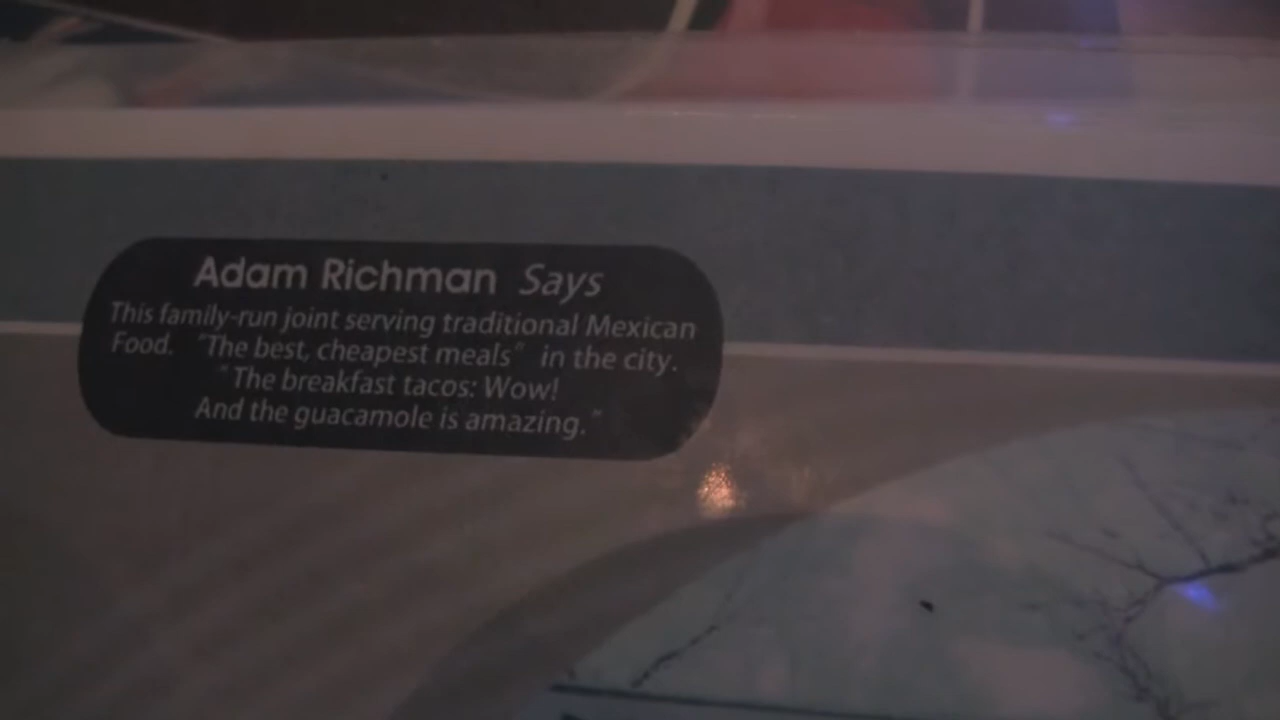 Adam Richman Says
This family-run joint serving traditional Mexican
Food. "The best, cheapest meals" in the city.
"The breakfast tacos: Wow!
And the guacamole is amazing."